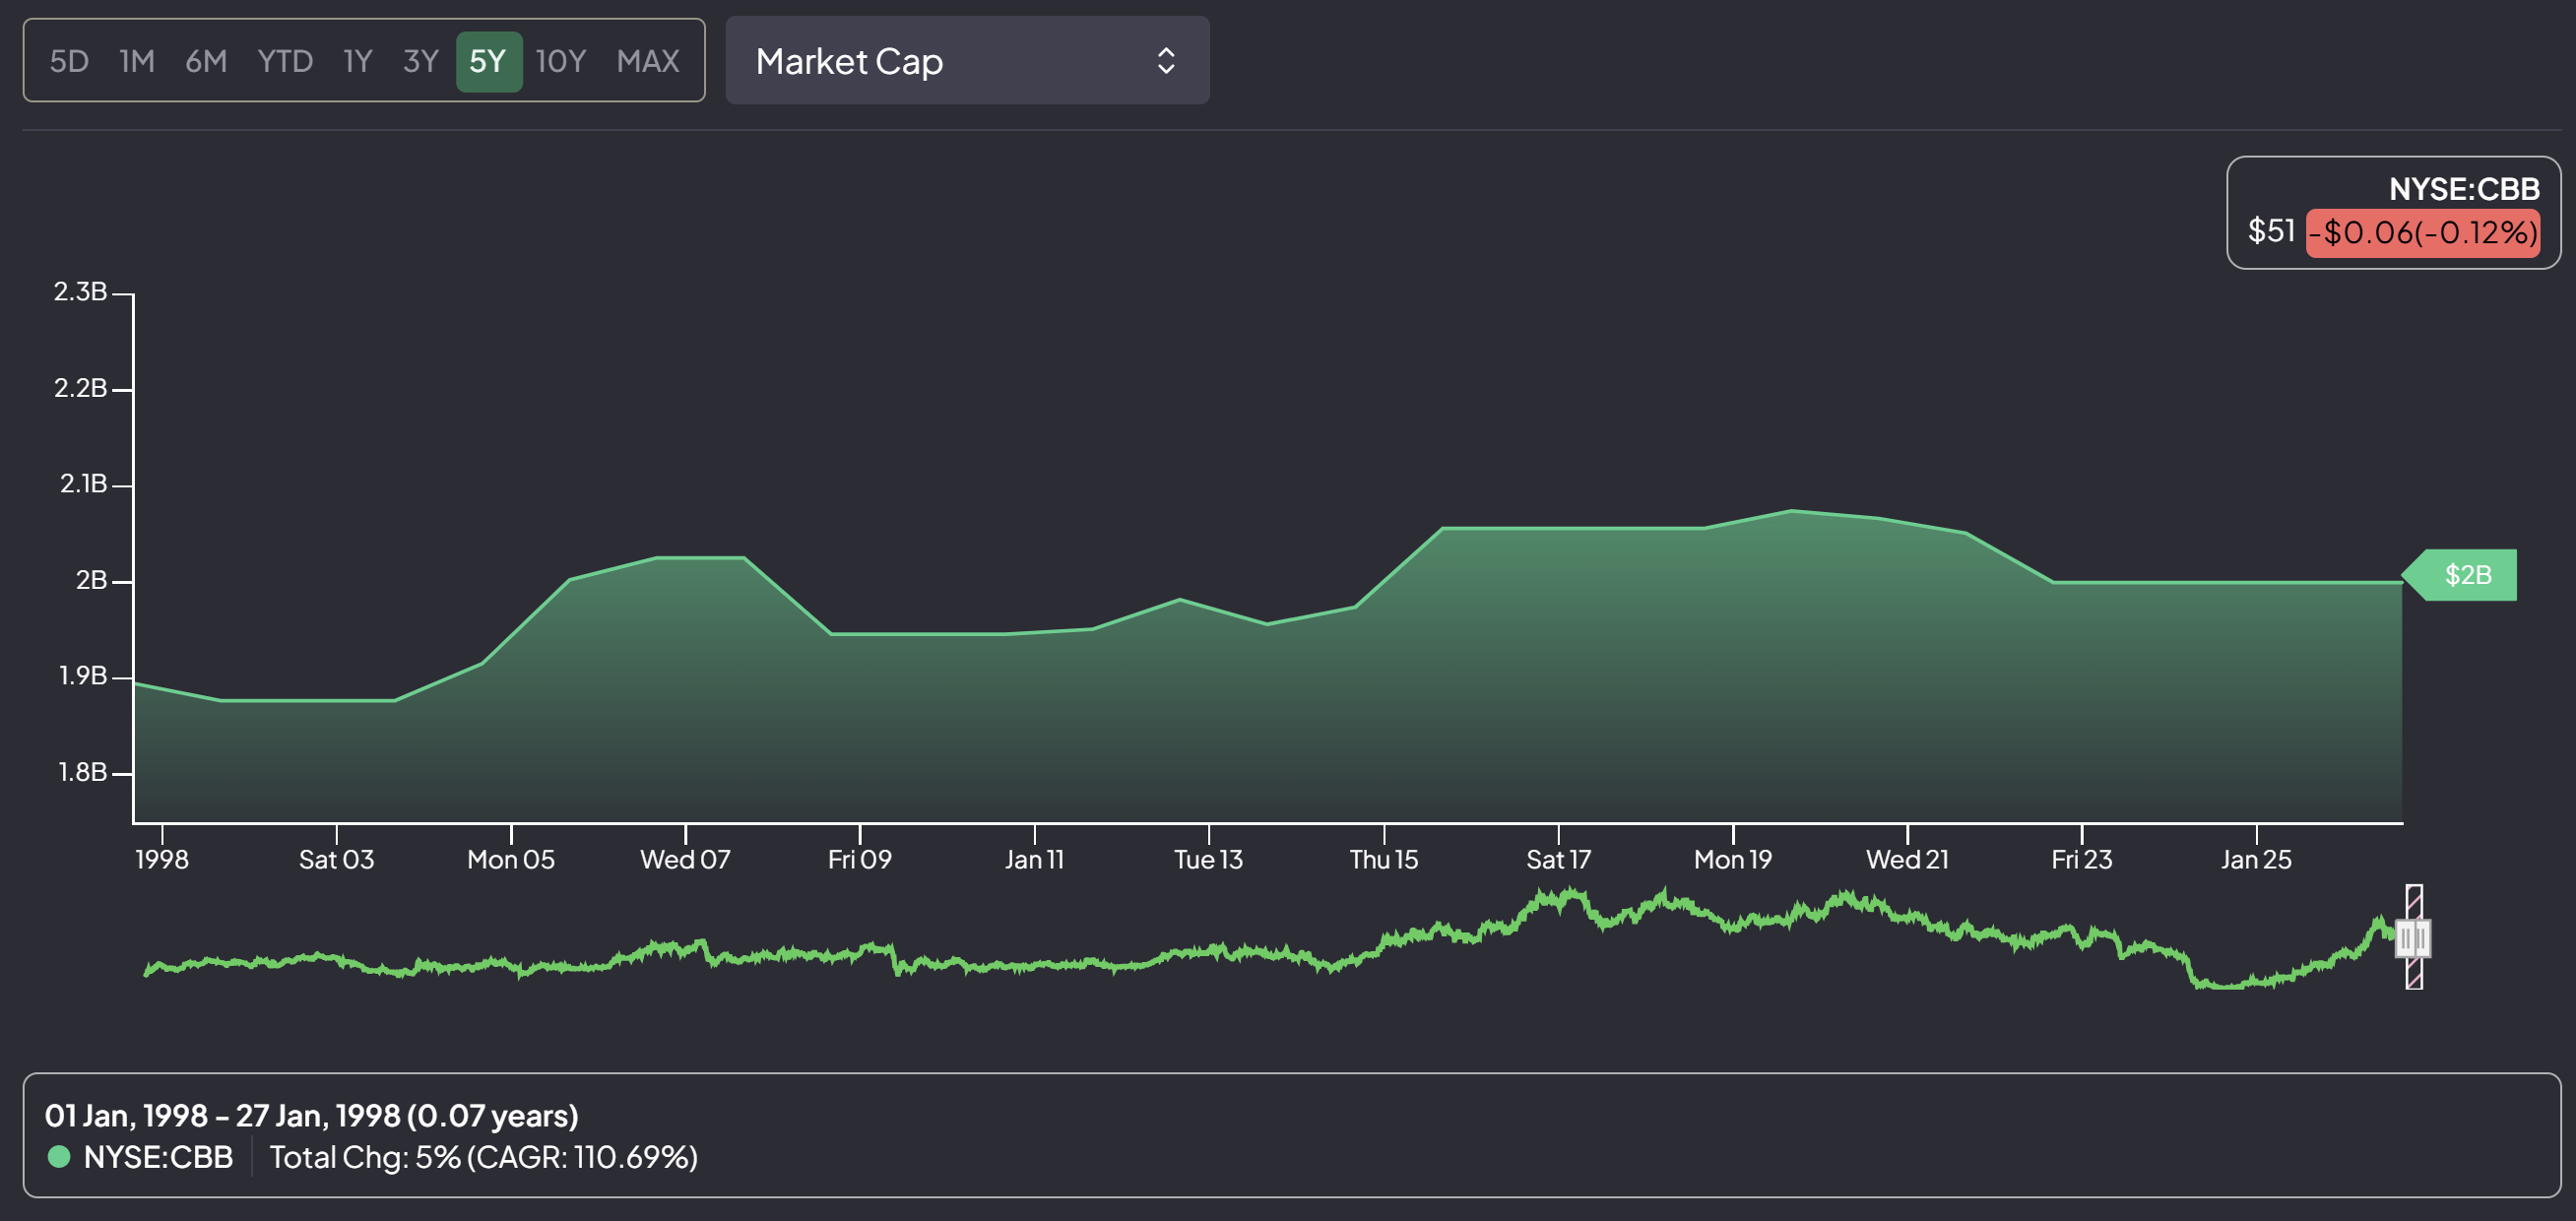 5D 1M 6M YTD 1Y 3Y 5Y 10Y MAX Market Cap
NYSE:CBB
$51 -$0.06(-0.12%)
2.3B
2.2B
2.1B
2B
1.9B
1.8B
$2B
1998 Sat 03 Mon 05 Wed 07 Fri 09 Jan 11 Tue 13 Thu 15 Sat 17 Mon 19 Wed 21 Fri 23 Jan 25
01 Jan, 1998 - 27 Jan, 1998 (0.07 years)
NYSE:CBB Total Chg: 5% (CAGR: 110.69%)